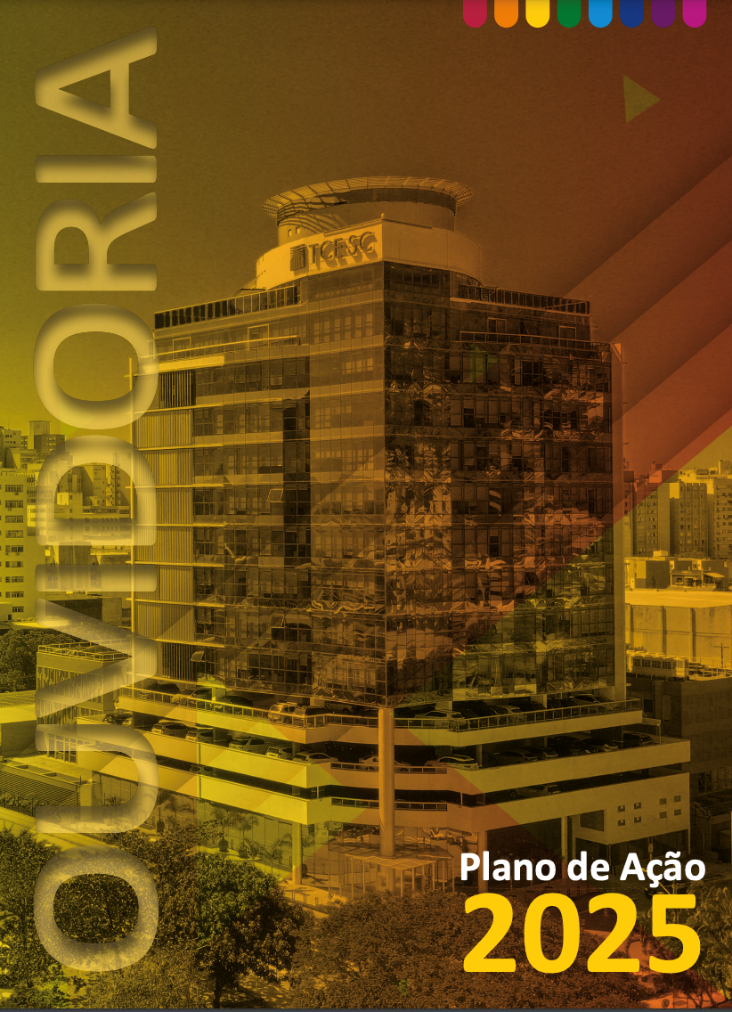 OUVIDORIA
TCESC
Plano de Ação
2025